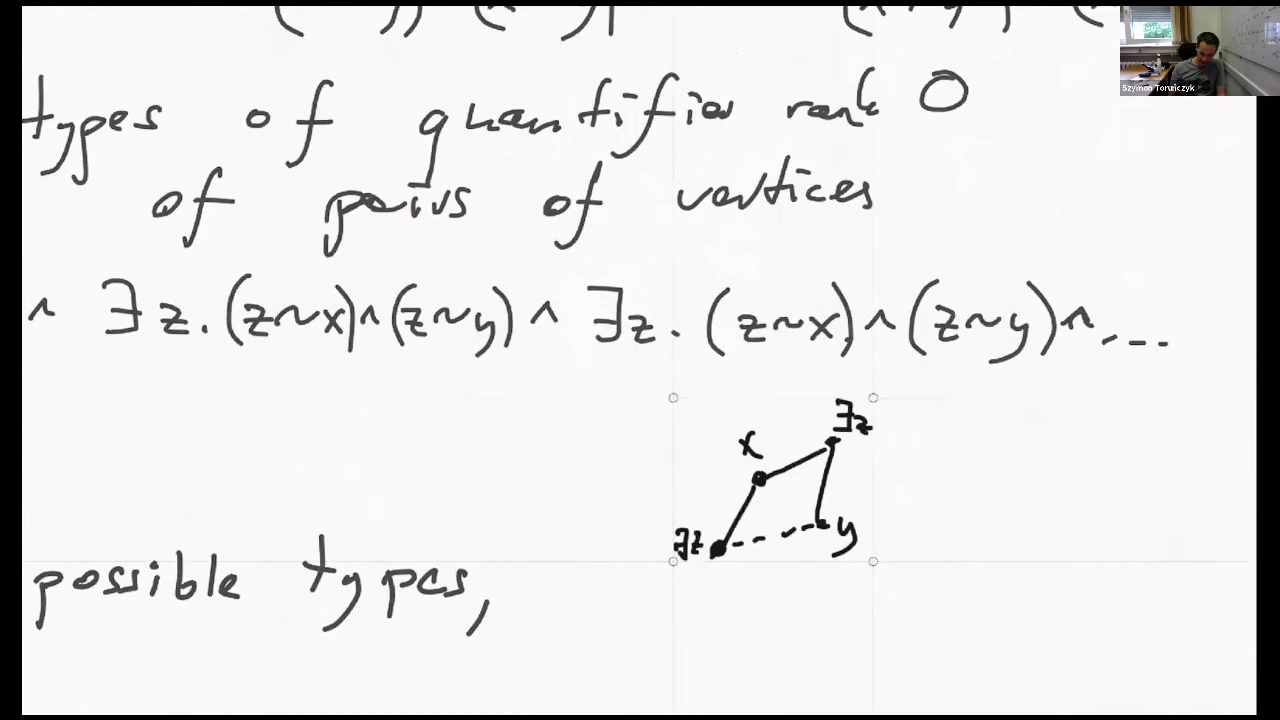 types of quantifier rank 0
of pairs of vertices
∧ ∃z.(z~x)∧(z~y) ∧ ∃z.(z~x)∧(z~y)∧...
x ∃z
∃z y
possible types,
Szymon Toruńczyk